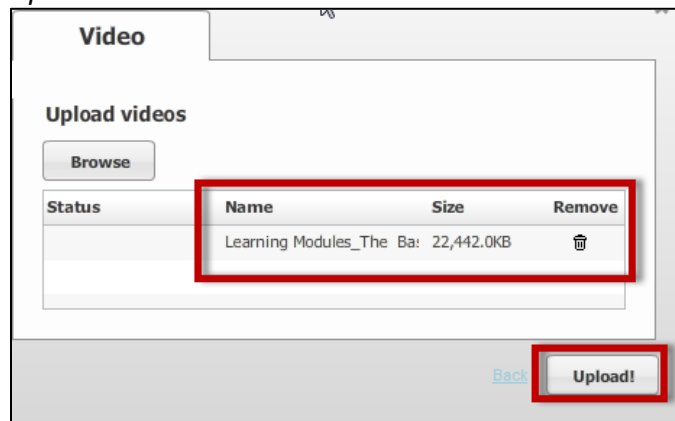 Video
Upload videos
Browse
Status Name Size Remove
Learning Modules_The Ba 22,442.0KB
Back Upload!